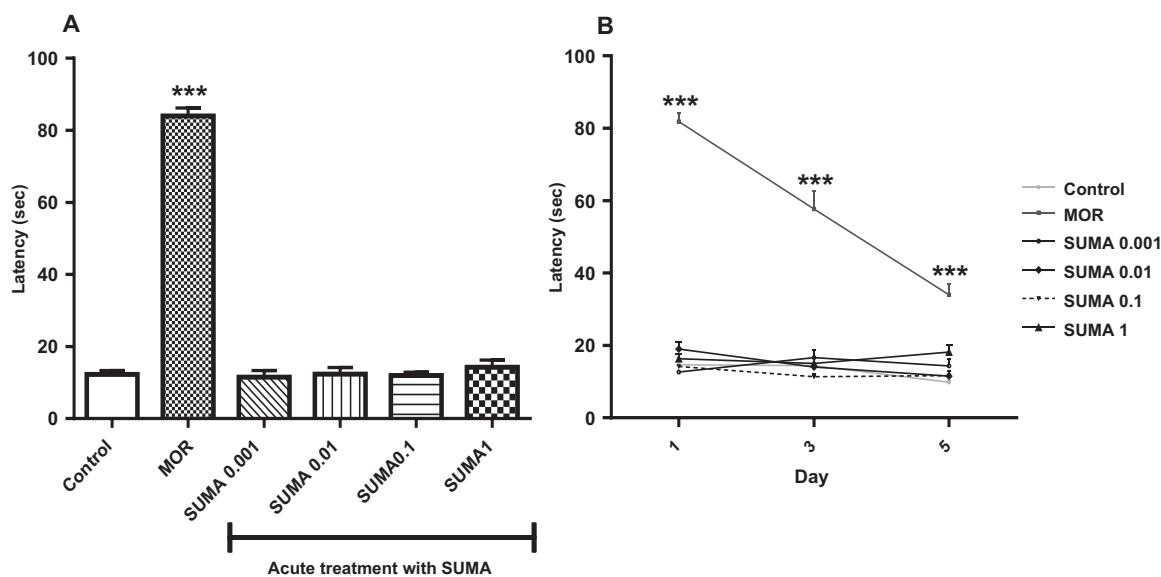 A
Latency (sec)
100
80
60
40
20
0
***
Control
MOR
SUMA 0.001
SUMA 0.01
SUMA0.1
SUMA1
Acute treatment with SUMA
B
Latency (sec)
100
80
60
40
20
0
***
***
***
1
3
5
Day
Control
MOR
SUMA 0.001
SUMA 0.01
SUMA 0.1
SUMA 1